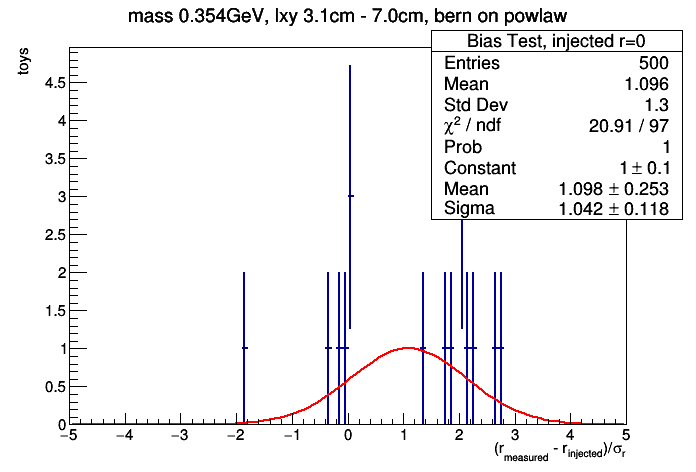 mass 0.354GeV, lxy 3.1cm - 7.0cm, bern on powlaw
toys
Bias Test, injected r=0
Entries 500
Mean 1.096
Std Dev 1.3
χ² / ndf 20.91 / 97
Prob 1
Constant 1 ± 0.1
Mean 1.098 ± 0.253
Sigma 1.042 ± 0.118
4.5
4
3.5
3
2.5
2
1.5
1
0.5
0
−5 −4 −3 −2 −1 0 1 2 3 4 5
(r_measured - r_injected)/σ_r